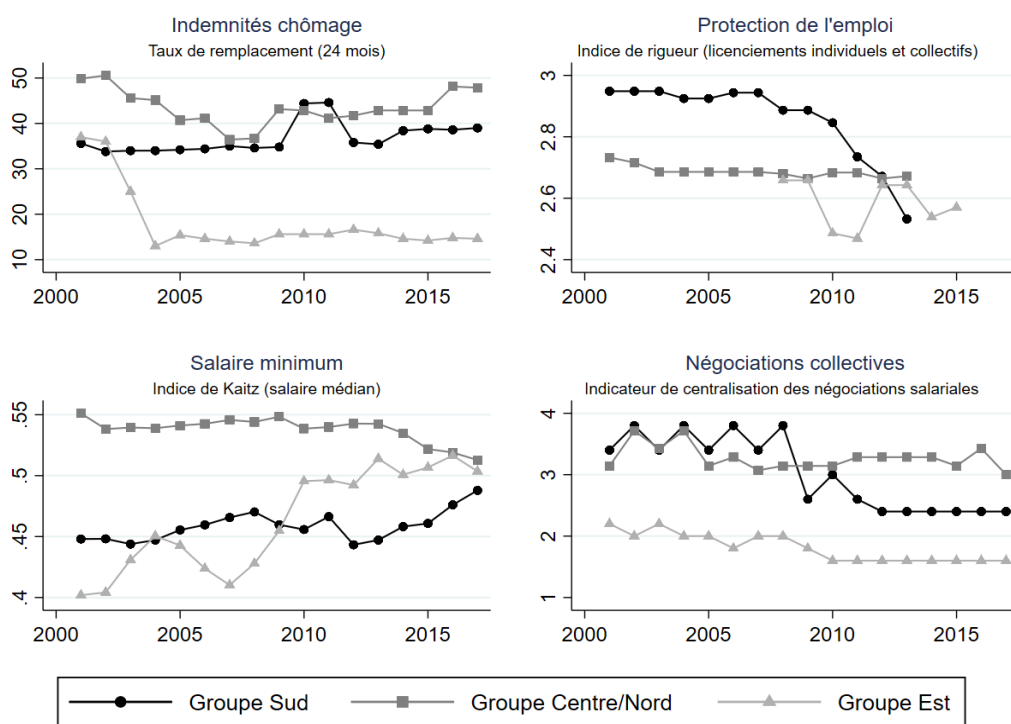 Indemnités chômage
Taux de remplacement (24 mois)
50
40
30
20
10
2000 2005 2010 2015
Protection de l'emploi
Indice de rigueur (licenciements individuels et collectifs)
3
2.8
2.6
2.4
2000 2005 2010 2015
Salaire minimum
Indice de Kaitz (salaire médian)
.55
.5
.45
.4
2000 2005 2010 2015
Négociations collectives
Indicateur de centralisation des négociations salariales
4
3
2
1
2000 2005 2010 2015
Groupe Sud Groupe Centre/Nord Groupe Est